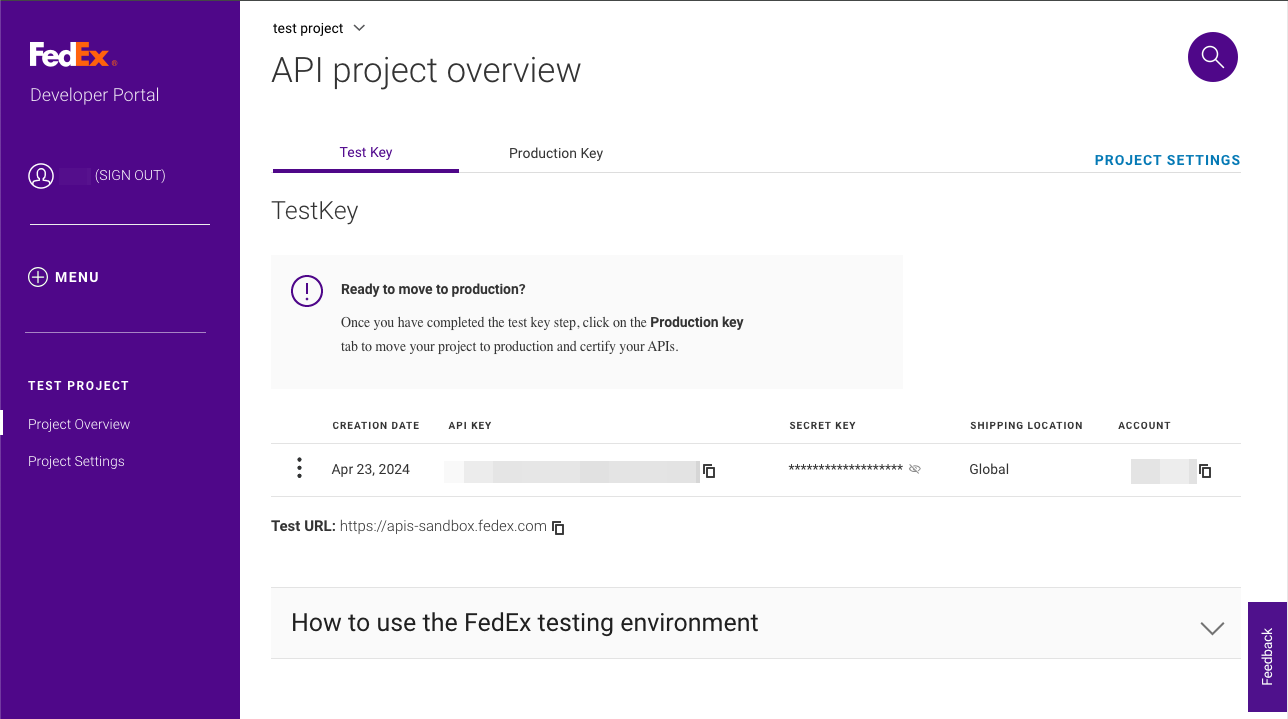 FedEx®
Developer Portal
(SIGN OUT)
MENU
TEST PROJECT
Project Overview
Project Settings
test project
API project overview
Test Key
Production Key
PROJECT SETTINGS
TestKey
Ready to move to production?
Once you have completed the test key step, click on the Production key
tab to move your project to production and certify your APIs.
CREATION DATE API KEY SECRET KEY SHIPPING LOCATION ACCOUNT
Apr 23, 2024 ******************* Global
Test URL: https://apis-sandbox.fedex.com
How to use the FedEx testing environment
Feedback